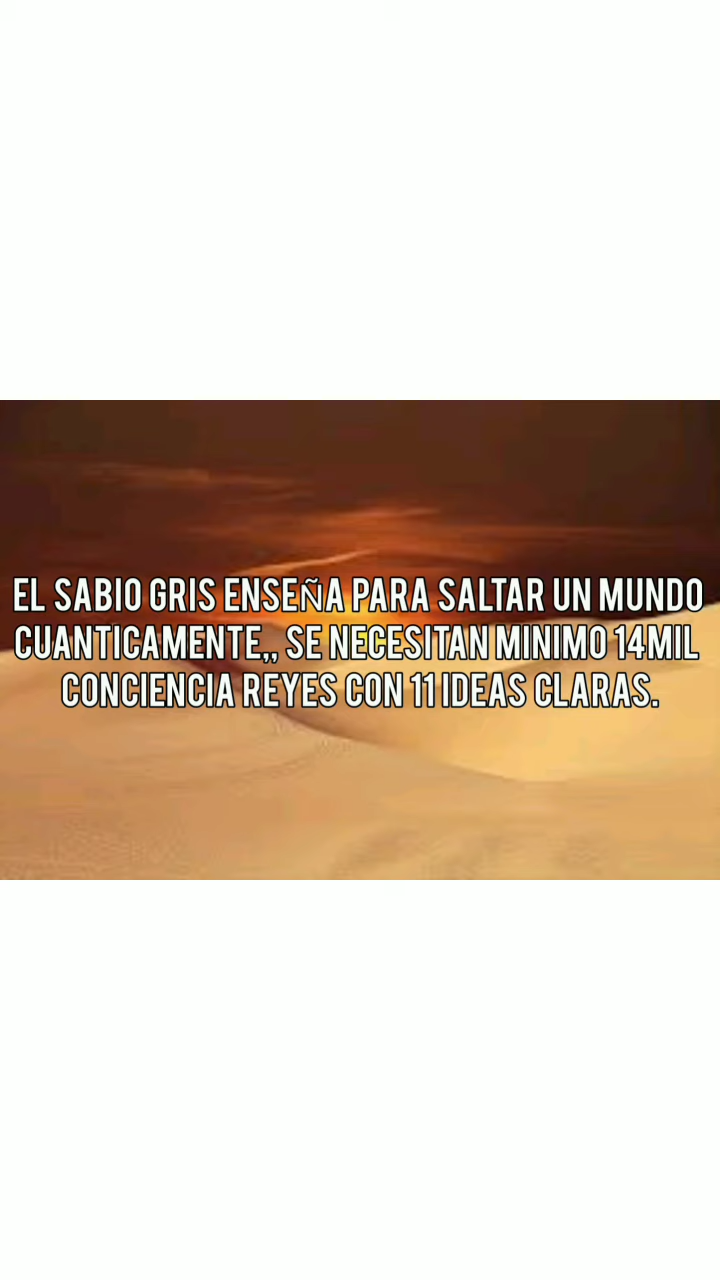 EL SABIO GRIS ENSEÑA PARA SALTAR UN MUNDO
CUANTICAMENTE,, SE NECESITAN MINIMO 14MIL
CONCIENCIA REYES CON 11 IDEAS CLARAS.